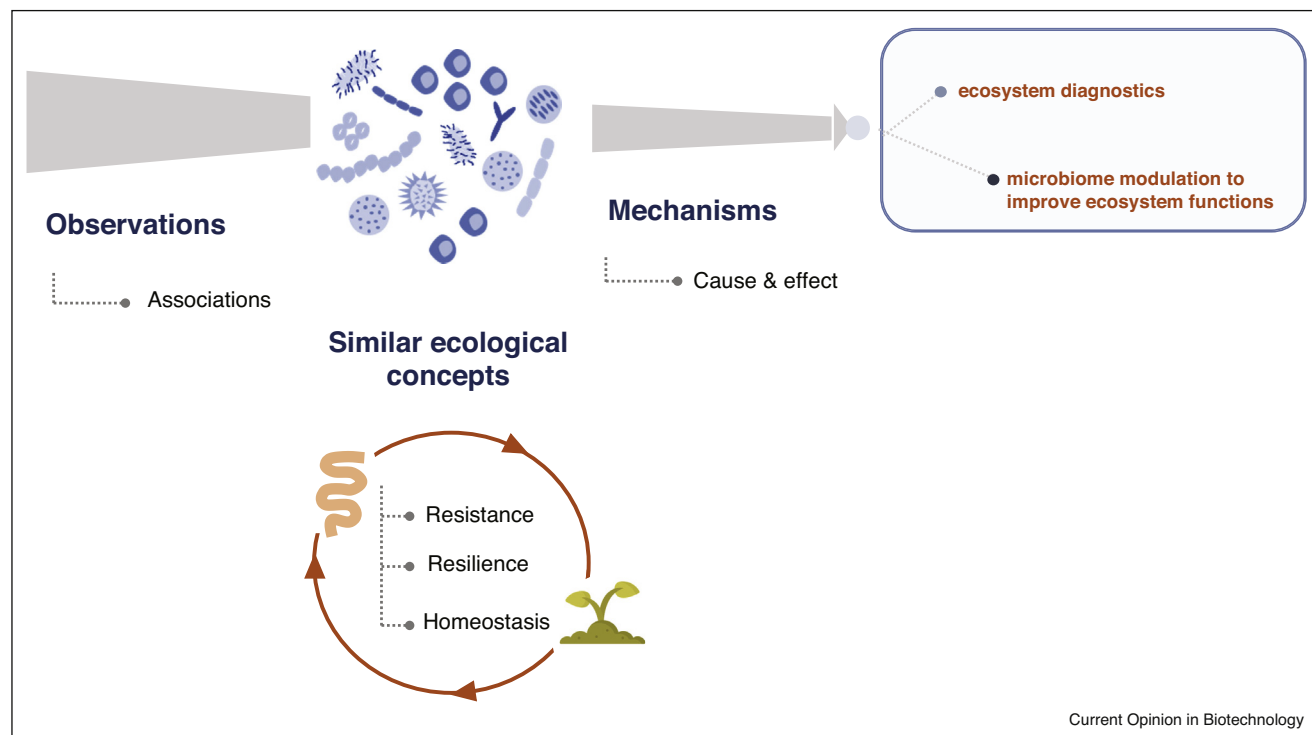 ecosystem diagnostics
microbiome modulation to
improve ecosystem functions
Observations
Mechanisms
Associations
Cause & effect
Similar ecological
concepts
Resistance
Resilience
Homeostasis
Current Opinion in Biotechnology